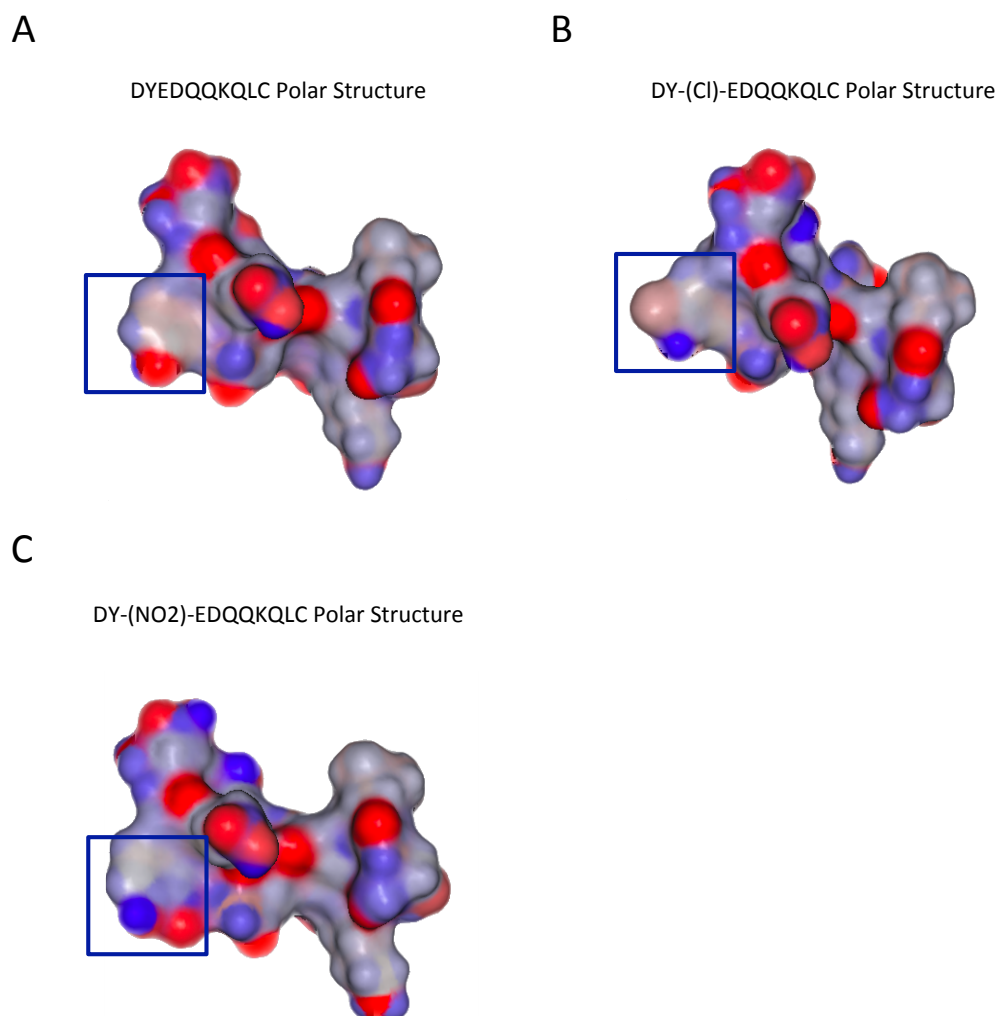 A
B
DYEDQQKQLC Polar Structure
DY-(Cl)-EDQQKQLC Polar Structure
C
DY-(NO2)-EDQQKQLC Polar Structure